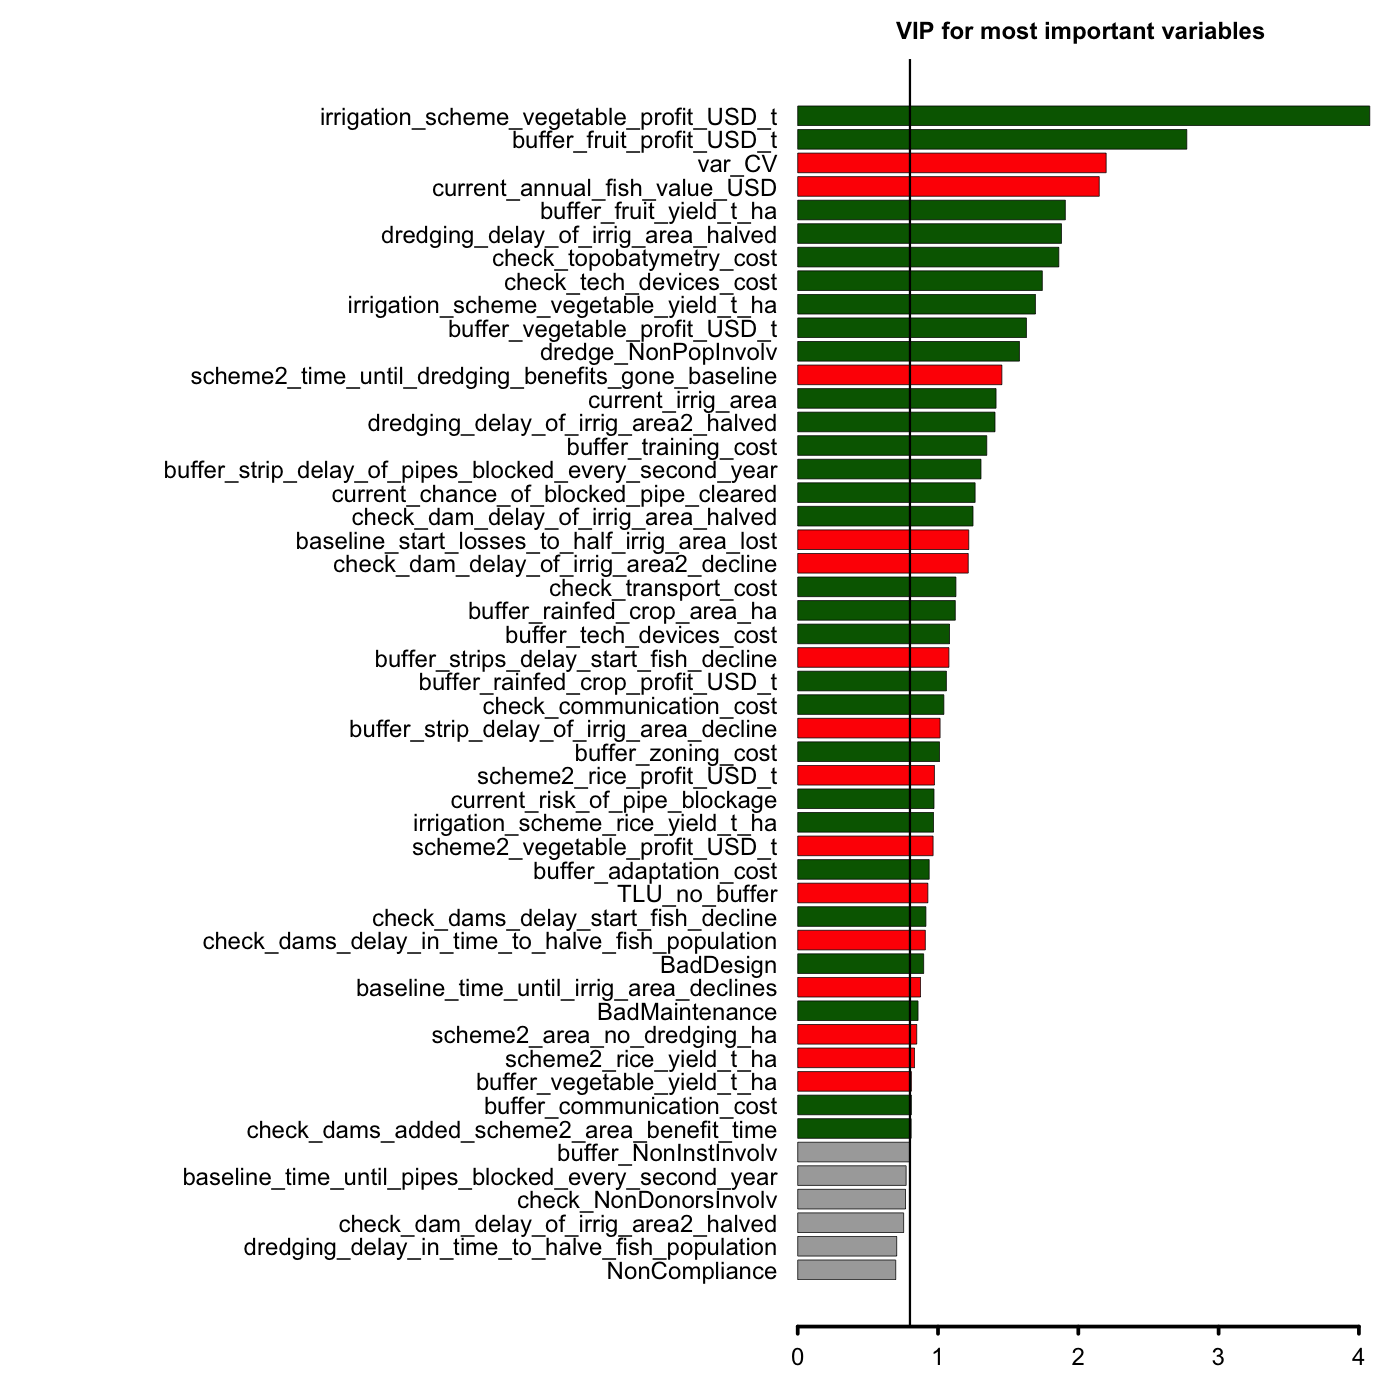 VIP for most important variables
irrigation_scheme_vegetable_profit_USD_t
buffer_fruit_profit_USD_t
var_CV
current_annual_fish_value_USD
buffer_fruit_yield_t_ha
dredging_delay_of_irrig_area_halved
check_topobatymetry_cost
check_tech_devices_cost
irrigation_scheme_vegetable_yield_t_ha
buffer_vegetable_profit_USD_t
dredge_NonPopInvolv
scheme2_time_until_dredging_benefits_gone_baseline
current_irrig_area
dredging_delay_of_irrig_area2_halved
buffer_training_cost
buffer_strip_delay_of_pipes_blocked_every_second_year
current_chance_of_blocked_pipe_cleared
check_dam_delay_of_irrig_area_halved
baseline_start_losses_to_half_irrig_area_lost
check_dam_delay_of_irrig_area2_decline
check_transport_cost
buffer_rainfed_crop_area_ha
buffer_tech_devices_cost
buffer_strips_delay_start_fish_decline
buffer_rainfed_crop_profit_USD_t
check_communication_cost
buffer_strip_delay_of_irrig_area_decline
buffer_zoning_cost
scheme2_rice_profit_USD_t
current_risk_of_pipe_blockage
irrigation_scheme_rice_yield_t_ha
scheme2_vegetable_profit_USD_t
buffer_adaptation_cost
TLU_no_buffer
check_dams_delay_start_fish_decline
check_dams_delay_in_time_to_halve_fish_population
BadDesign
baseline_time_until_irrig_area_declines
BadMaintenance
scheme2_area_no_dredging_ha
scheme2_rice_yield_t_ha
buffer_vegetable_yield_t_ha
buffer_communication_cost
check_dams_added_scheme2_area_benefit_time
buffer_NonInstInvolv
baseline_time_until_pipes_blocked_every_second_year
check_NonDonorsInvolv
check_dam_delay_of_irrig_area2_halved
dredging_delay_in_time_to_halve_fish_population
NonCompliance
0 1 2 3 4